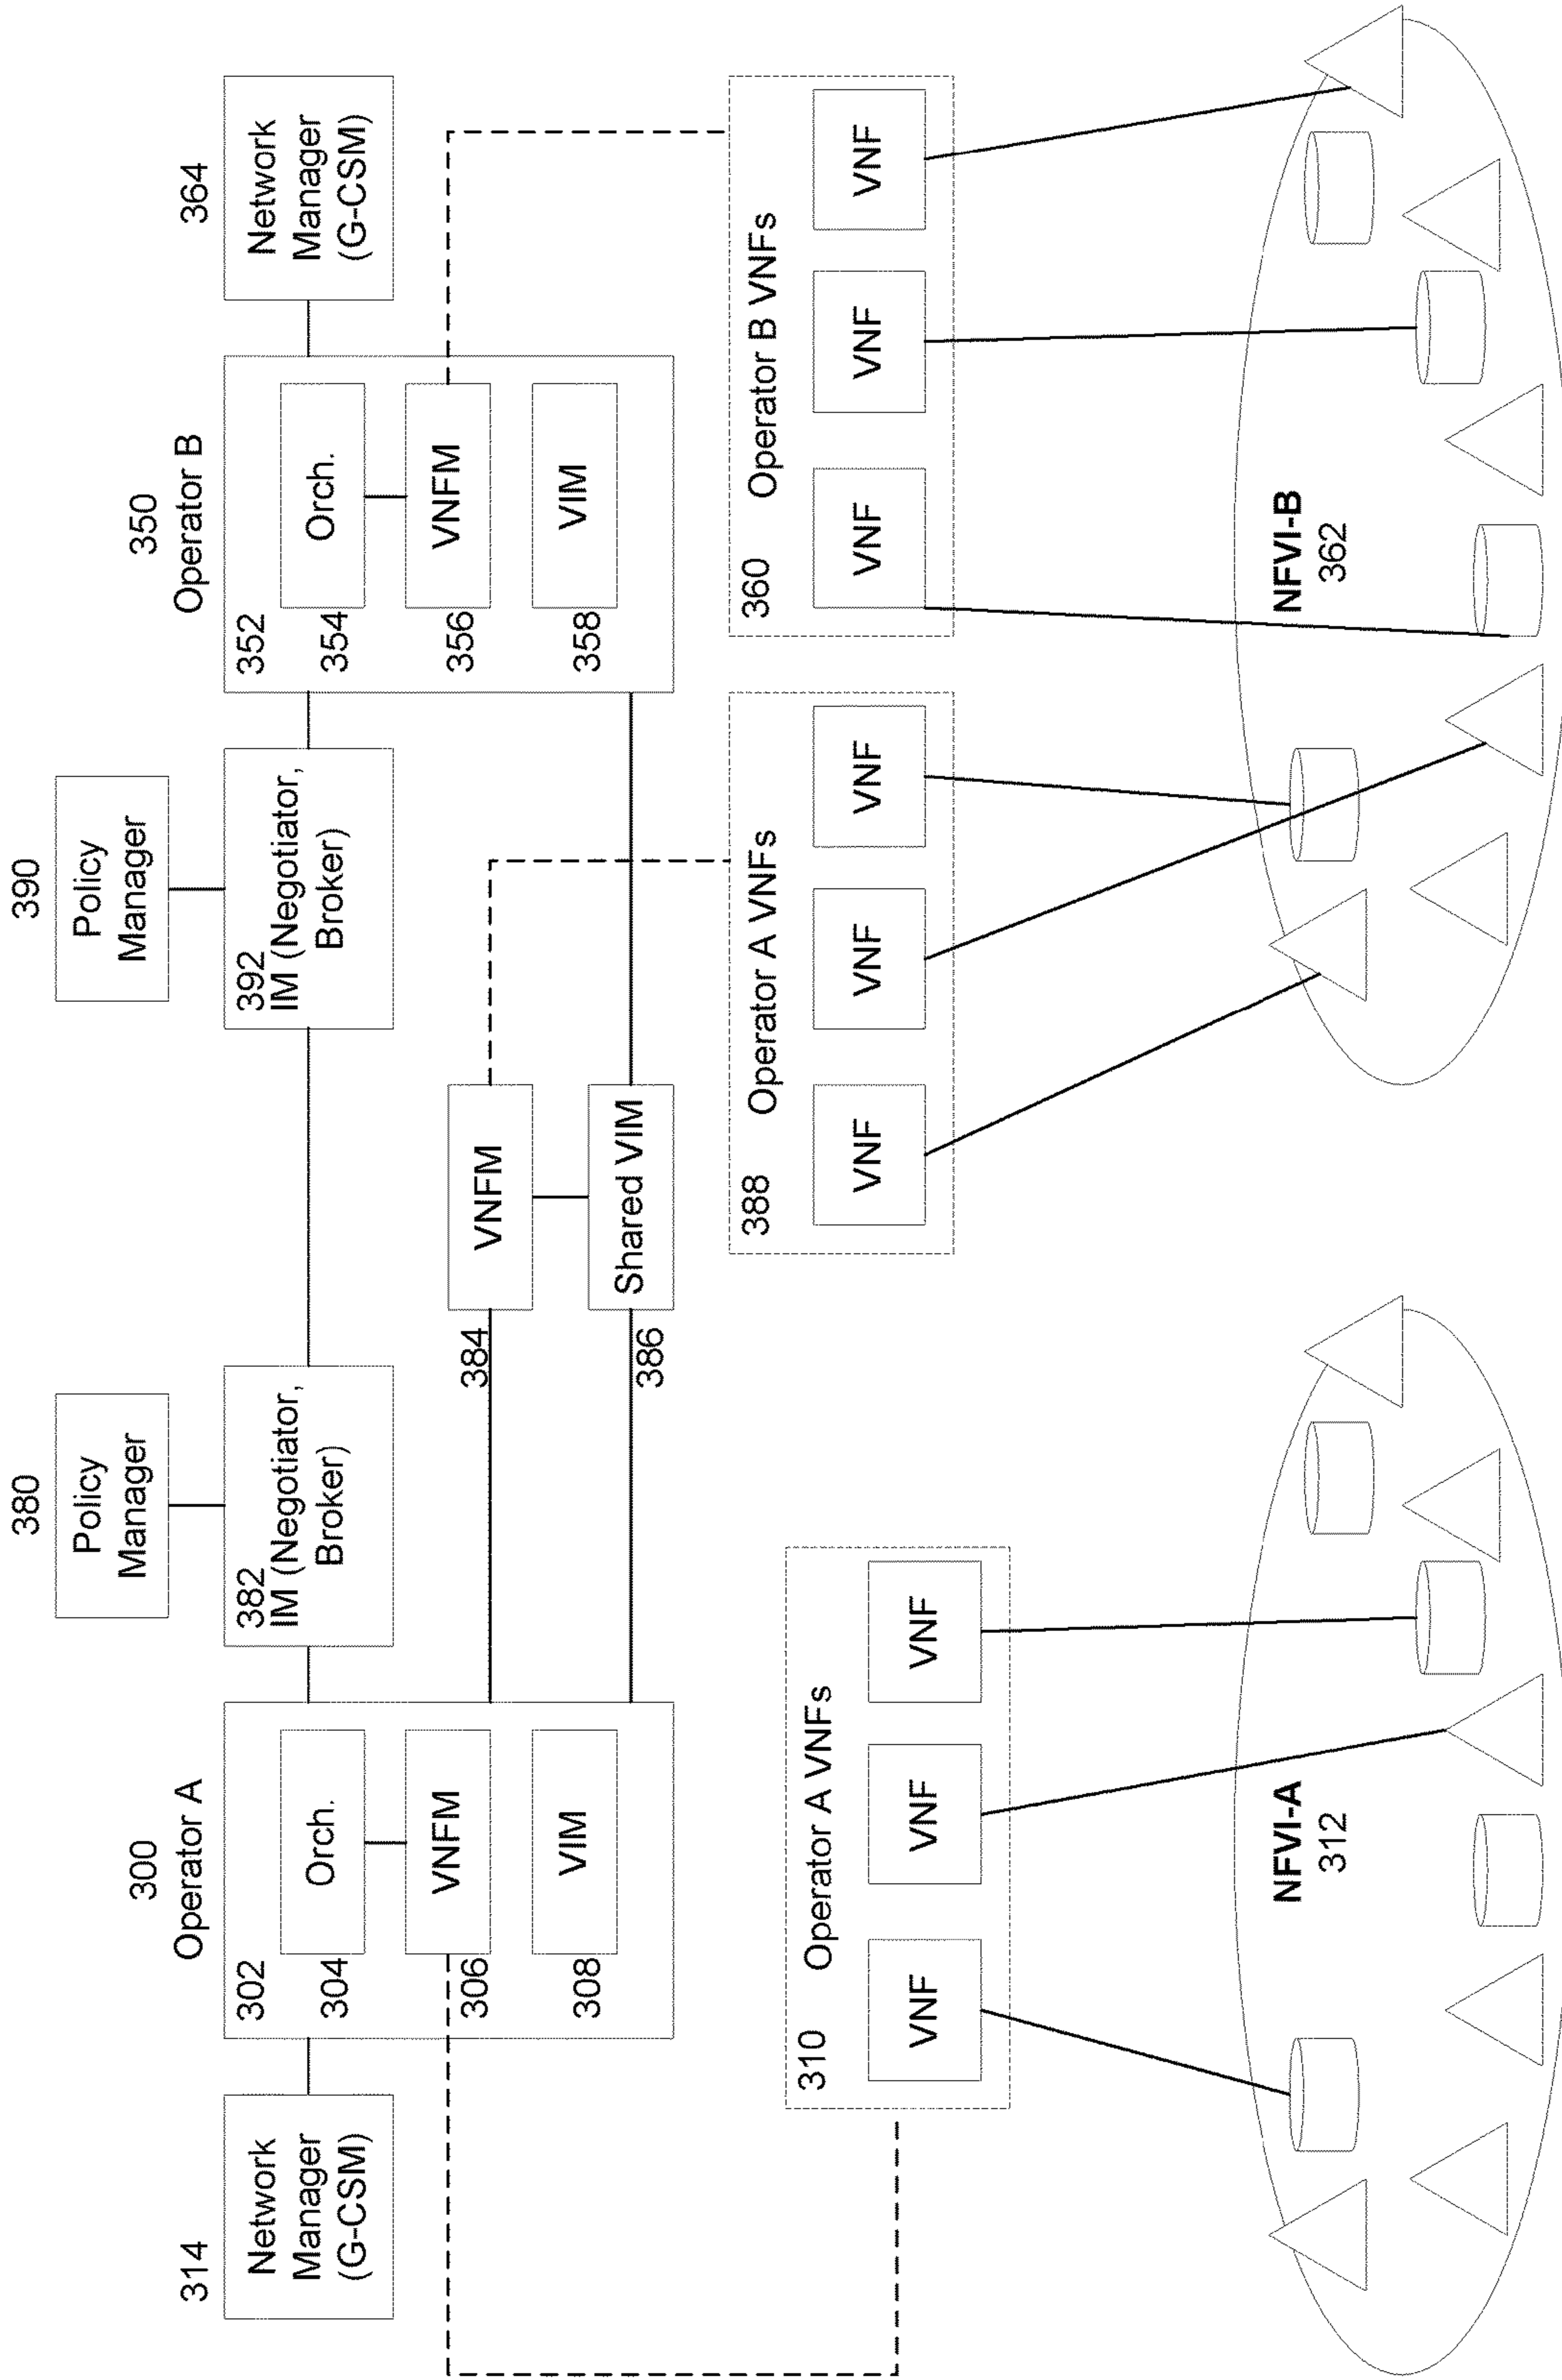 380
Policy
Manager
390
Policy
Manager
314
Network
Manager
(G-CSM)
300
Operator A
302
304
Orch.
306
VNFM
308
VIM
382
IM (Negotiator,
Broker)
392
IM (Negotiator,
Broker)
350
Operator B
352
354
Orch.
356
VNFM
358
VIM
364
Network
Manager
(G-CSM)
384
VNFM
386
Shared VIM
310
Operator A VNFs
VNF
VNF
VNF
388
Operator A VNFs
VNF
VNF
VNF
360
Operator B VNFs
VNF
VNF
VNF
NFVI-A
312
NFVI-B
362